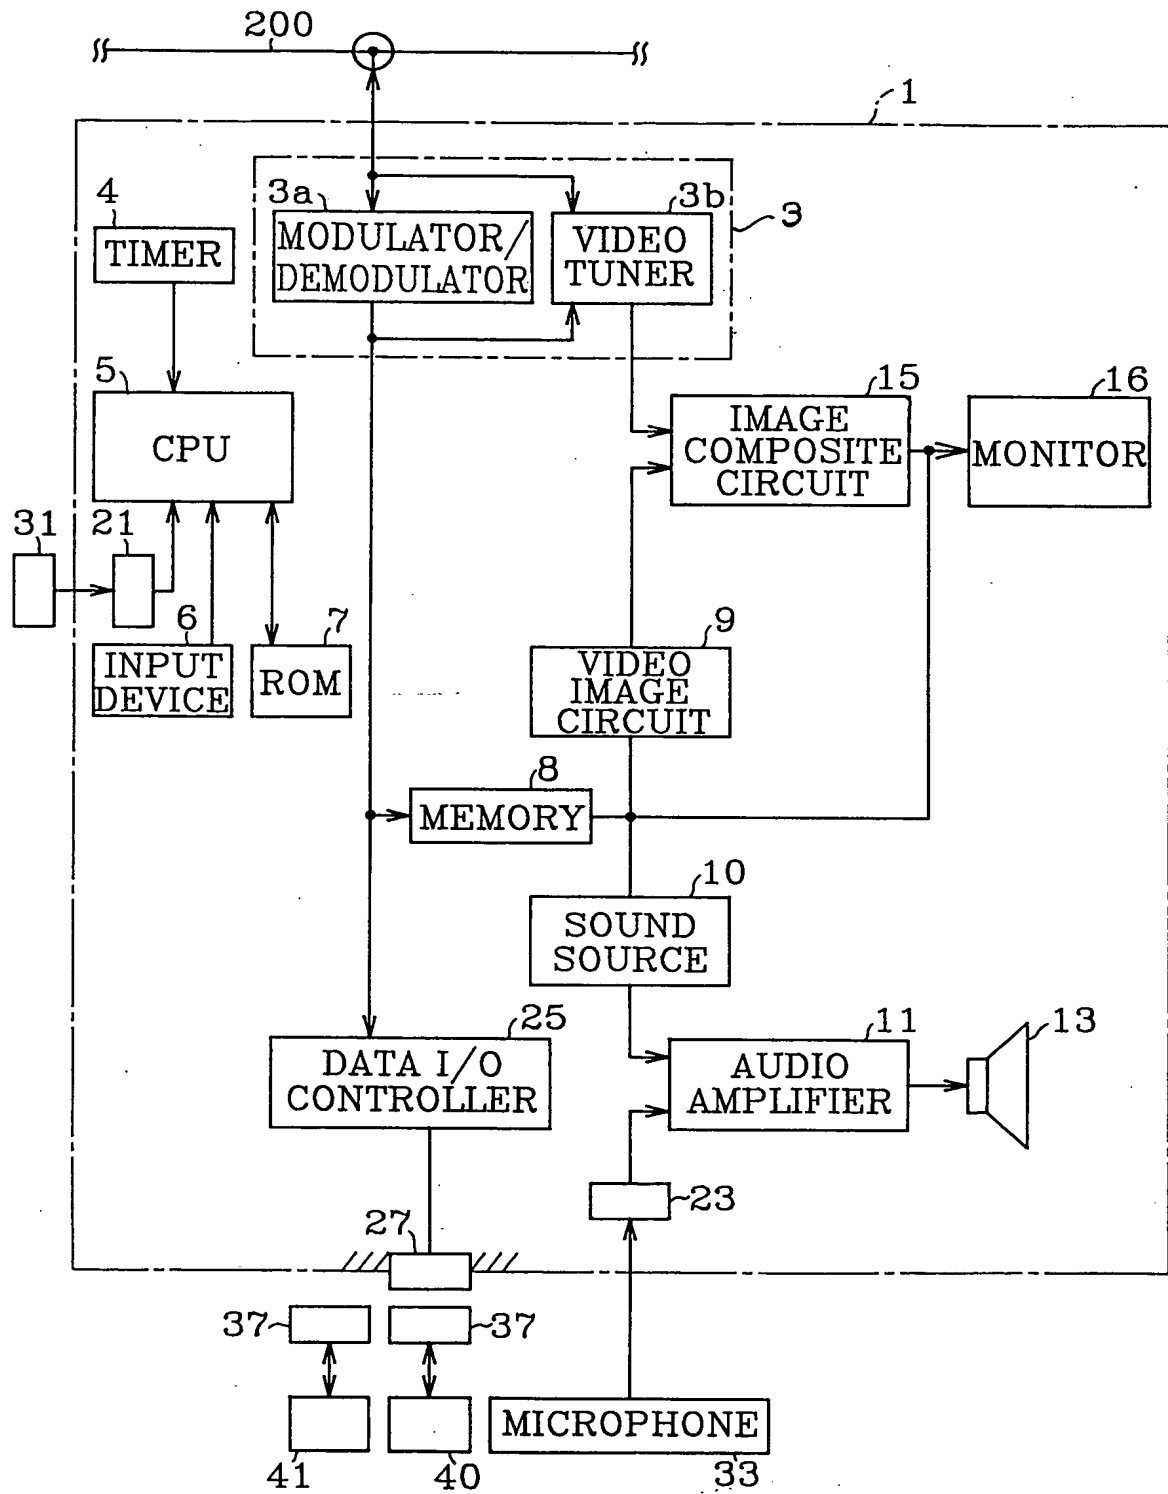 200
1
3a
3b
3
4
MODULATOR/
DEMODULATOR
VIDEO
TUNER
TIMER
5
CPU
15
IMAGE
COMPOSITE
CIRCUIT
16
MONITOR
31
21
6
INPUT
DEVICE
7
ROM
9
VIDEO
IMAGE
CIRCUIT
8
MEMORY
10
SOUND
SOURCE
25
DATA I/O
CONTROLLER
11
AUDIO
AMPLIFIER
13
23
27
37
37
41
40
MICROPHONE
33